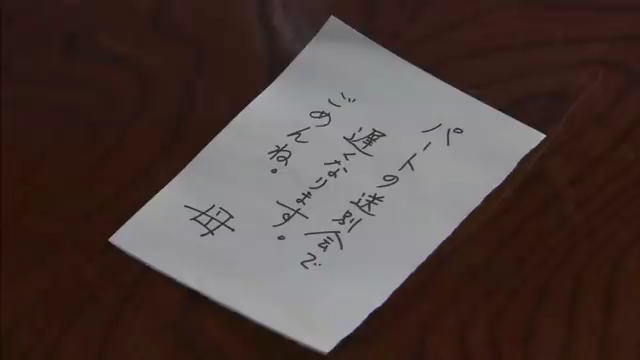 パートの送別会で
遅くなります。
ごめんね。
母